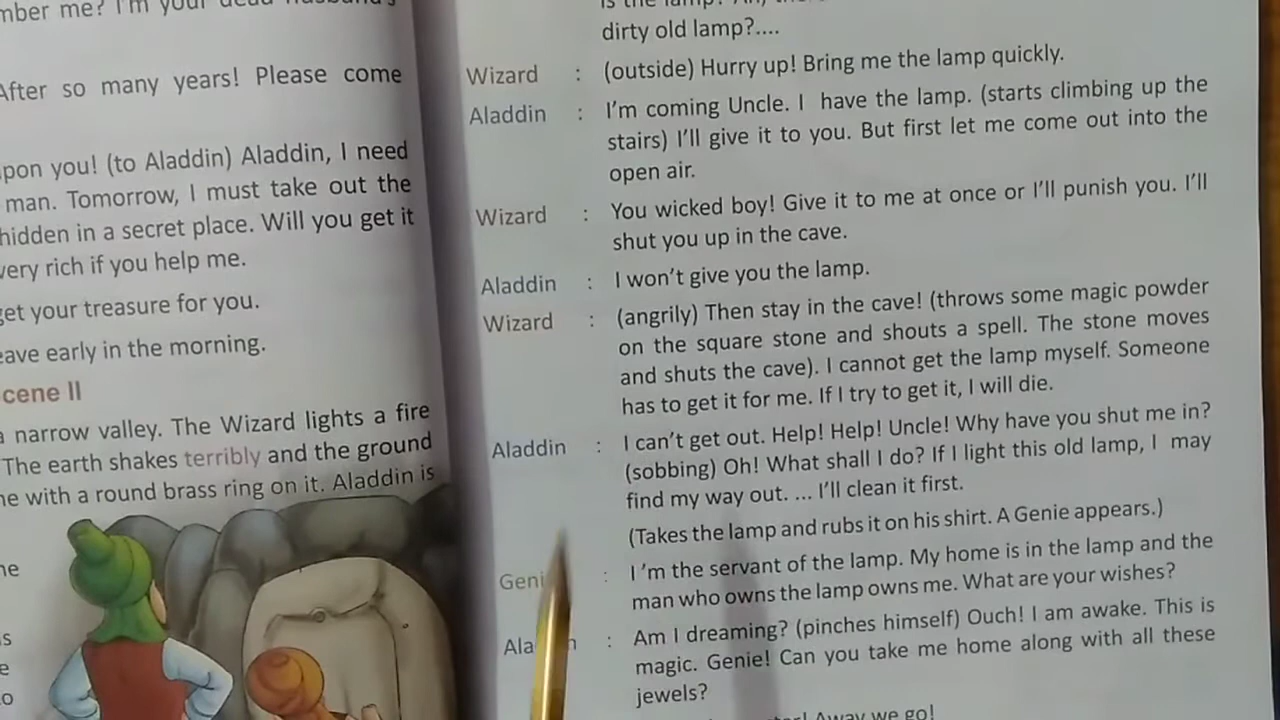 mber me? I'm your dead husband's
After so many years! Please come
upon you! (to Aladdin) Aladdin, I need
man. Tomorrow, I must take out the
hidden in a secret place. Will you get it
very rich if you help me.
get your treasure for you.
eave early in the morning.
cene II
a narrow valley. The Wizard lights a fire
The earth shakes terribly and the ground
ne with a round brass ring on it. Aladdin is
ne
s
e
o
is the lamp?
dirty old lamp?....
Wizard : (outside) Hurry up! Bring me the lamp quickly.
Aladdin : I'm coming Uncle. I have the lamp. (starts climbing up the
stairs) I'll give it to you. But first let me come out into the
open air.
Wizard : You wicked boy! Give it to me at once or I'll punish you. I'll
shut you up in the cave.
Aladdin : I won't give you the lamp.
Wizard : (angrily) Then stay in the cave! (throws some magic powder
on the square stone and shouts a spell. The stone moves
and shuts the cave). I cannot get the lamp myself. Someone
has to get it for me. If I try to get it, I will die.
Aladdin : I can't get out. Help! Help! Uncle! Why have you shut me in?
(sobbing) Oh! What shall I do? If I light this old lamp, I may
find my way out. ... I'll clean it first.
(Takes the lamp and rubs it on his shirt. A Genie appears.)
Geni : I 'm the servant of the lamp. My home is in the lamp and the
man who owns the lamp owns me. What are your wishes?
Ala n : Am I dreaming? (pinches himself) Ouch! I am awake. This is
magic. Genie! Can you take me home along with all these
jewels?
Away we go!